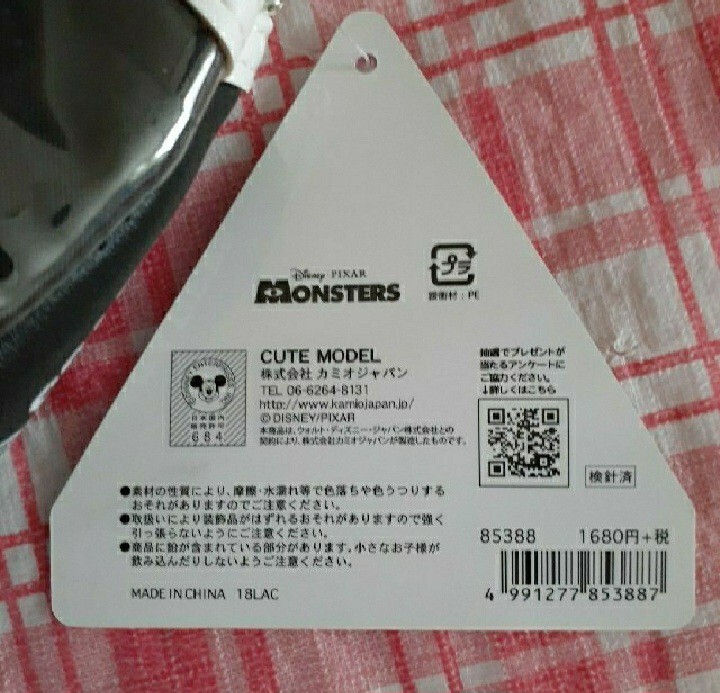 Disney PIXAR
MONSTERS
プラ
緩衝材：PE
CUTE MODEL
株式会社 カミオジャパン
TEL 06-6264-8131
http://www.kamiojapan.jp/
©DISNEY/PIXAR
本商品は、ウォルト・ディズニー・ジャパン株式会社との
契約により、株式会社カミオジャパンが製造したものです。
日本国内
販売許可
684
抽選でプレゼントが
当たるアンケートに
ご協力ください。
↓詳しくはこちら
検針済
●素材の性質により、摩擦・水濡れ等で色落ちや色うつりする
おそれがありますのでご注意ください。
●取扱いにより装飾品がはずれるおそれがありますので強く
引っ張らないようにご注意ください。
●商品に鉛が含まれている部分があります。小さなお子様が
飲み込んだりしないようご注意ください。
85388 1680円+税
4 991277 853887
MADE IN CHINA 18LAC